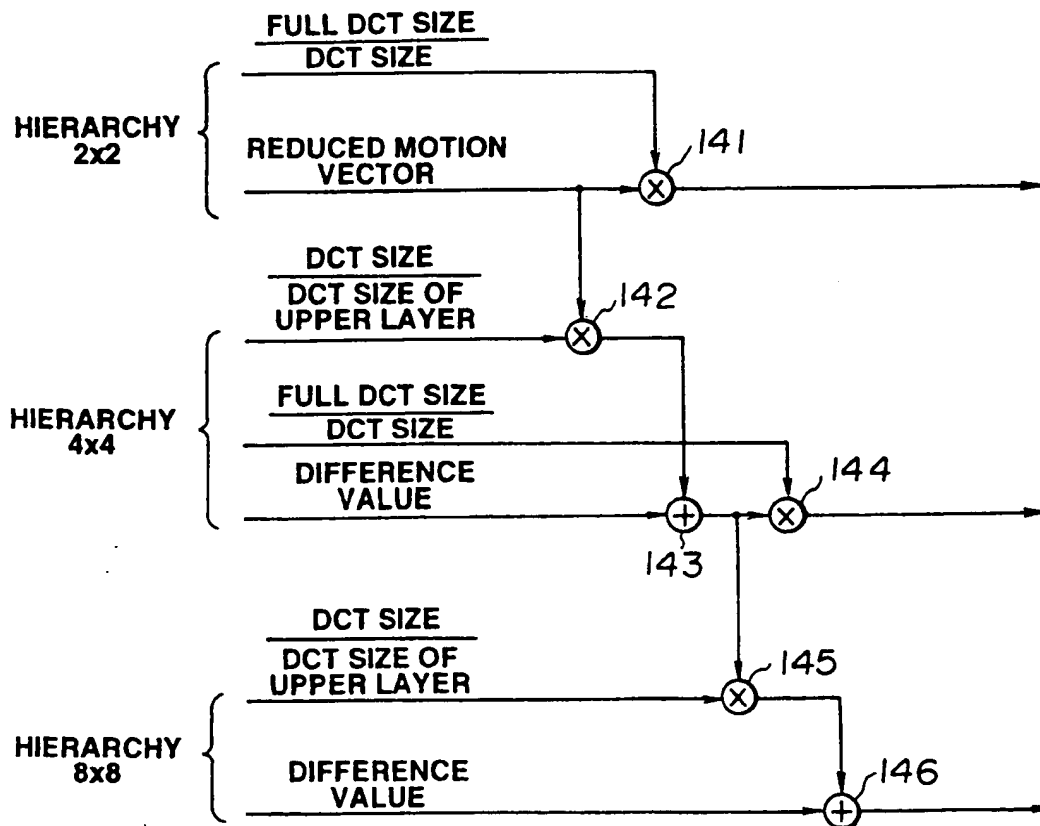 FULL DCT SIZE
DCT SIZE
HIERARCHY
2x2
REDUCED MOTION
VECTOR
141
DCT SIZE
DCT SIZE OF
UPPER LAYER
142
HIERARCHY
4x4
FULL DCT SIZE
DCT SIZE
DIFFERENCE
VALUE
144
143
DCT SIZE
DCT SIZE OF
UPPER LAYER
145
HIERARCHY
8x8
DIFFERENCE
VALUE
146